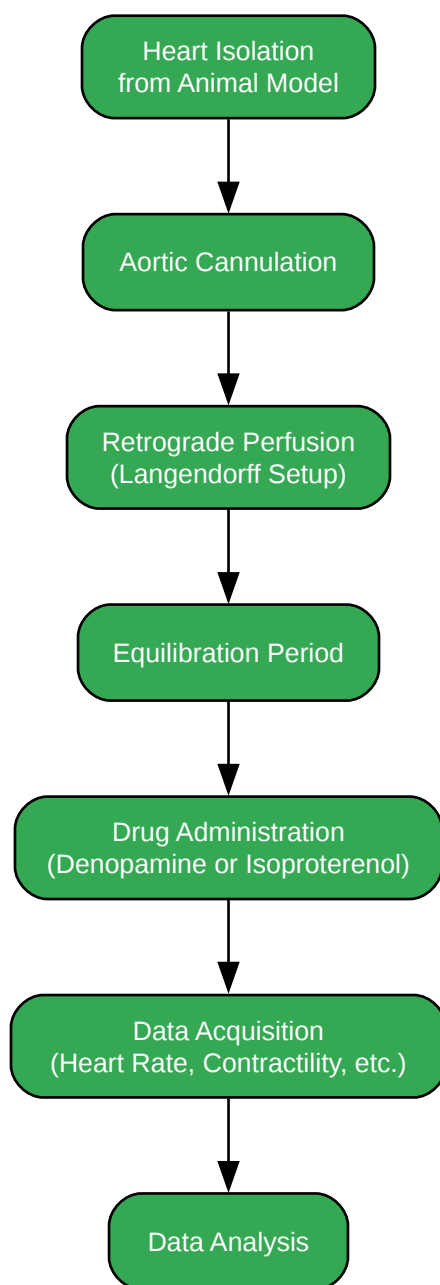 Heart Isolation
from Animal Model
Aortic Cannulation
Retrograde Perfusion
(Langendorff Setup)
Equilibration Period
Drug Administration
(Denopamine or Isoproterenol)
Data Acquisition
(Heart Rate, Contractility, etc.)
Data Analysis